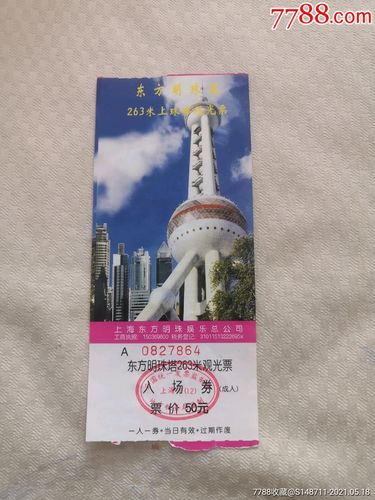 7788.com
东方明珠塔
263米上球体观光票
上海东方明珠娱乐总公司
A 0827864
东方明珠塔263米观光票
入场券(成人)
票价50元
一人一券•当日有效•过期作废
7788收藏@S148711-2021.05.18